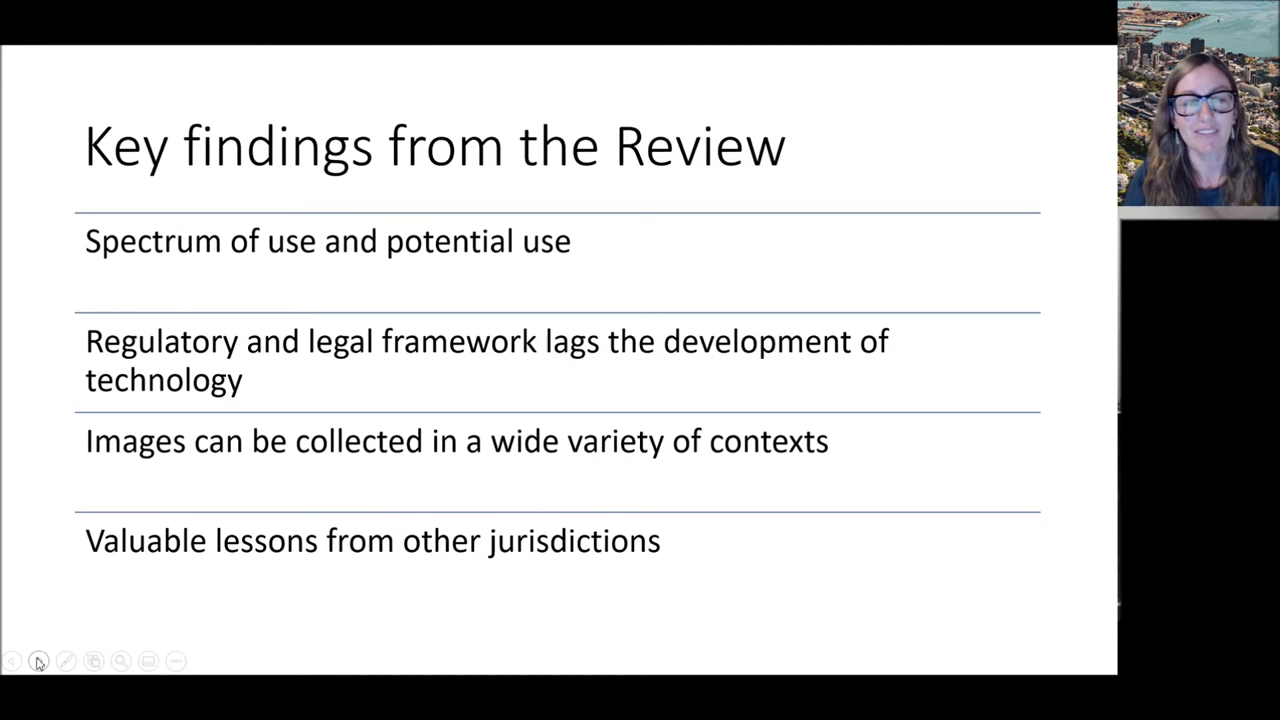 Key findings from the Review
Spectrum of use and potential use
Regulatory and legal framework lags the development of
technology
Images can be collected in a wide variety of contexts
Valuable lessons from other jurisdictions